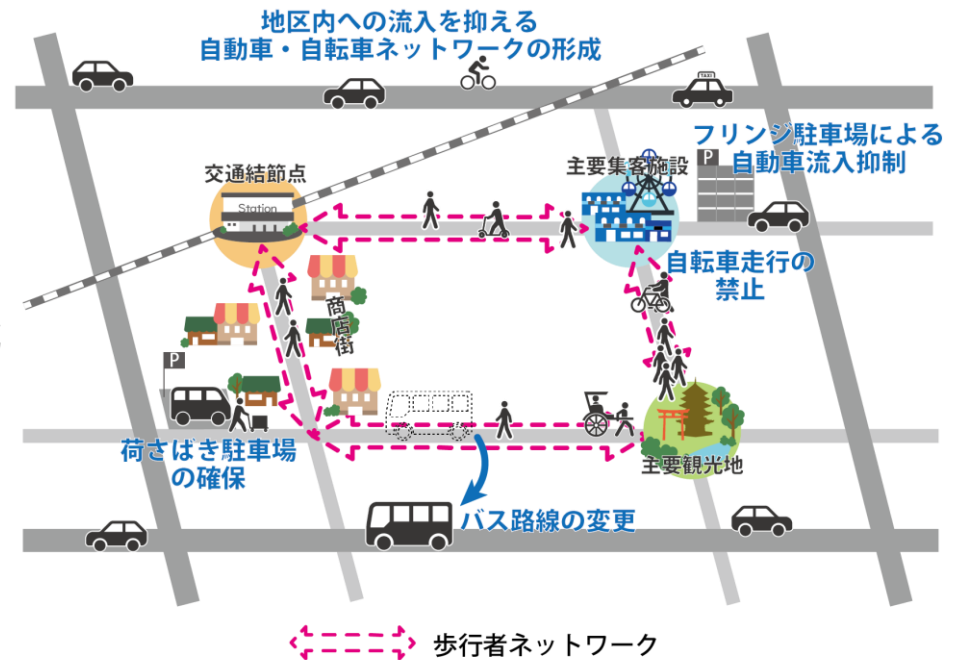 地区内への流入を抑える
自動車・自転車ネットワークの形成
TAXI
フリンジ駐車場による
自動車流入抑制
P
交通結節点
Station
主要集客施設
自転車走行の
禁止
商店街
P
荷さばき駐車場
の確保
主要観光地
バス路線の変更
歩行者ネットワーク